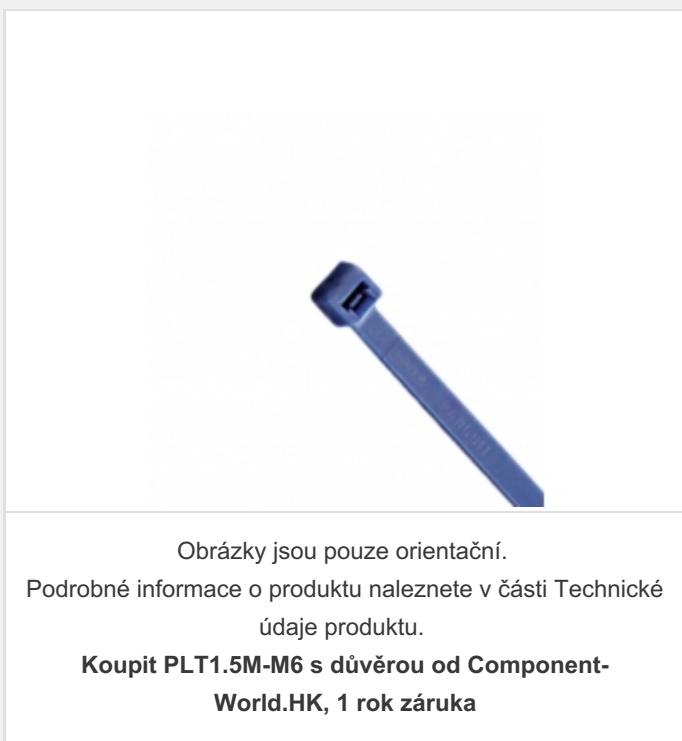 Obrázky jsou pouze orientační.
Podrobné informace o produktu naleznete v části Technické
údaje produktu.
Koupit PLT1.5M-M6 s důvěrou od Component-
World.HK, 1 rok záruka